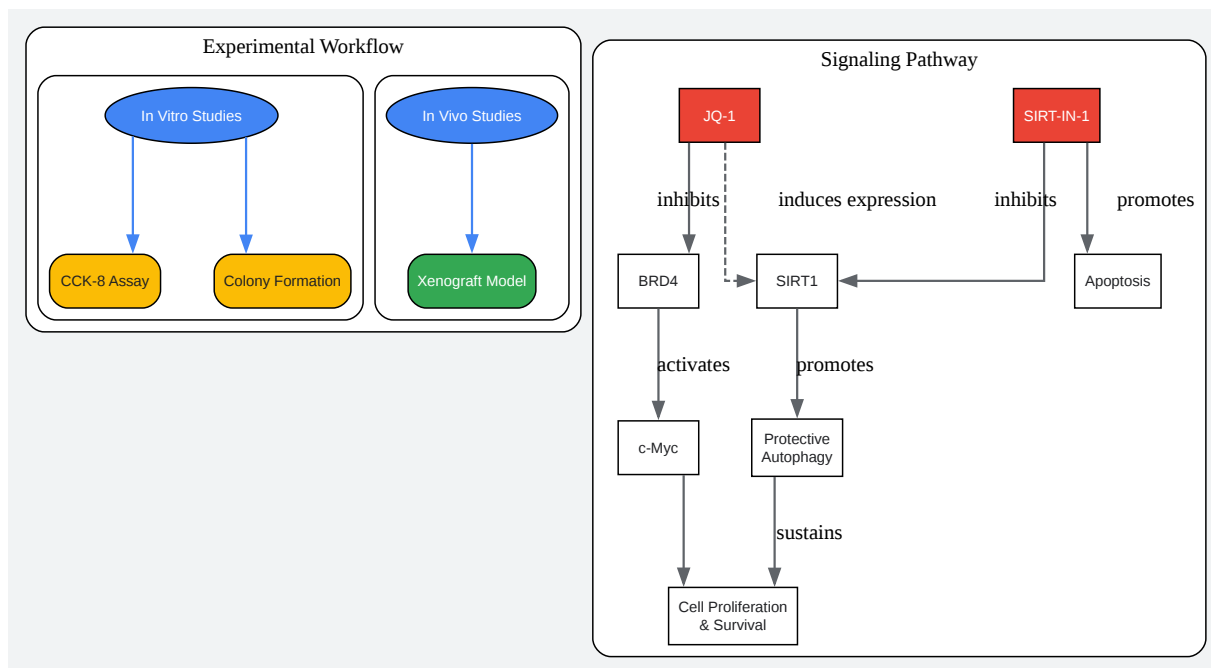 Experimental Workflow
In Vitro Studies
In Vivo Studies
CCK-8 Assay
Colony Formation
Xenograft Model
Signaling Pathway
JQ-1
SIRT-IN-1
inhibits
induces expression
inhibits
promotes
BRD4
SIRT1
Apoptosis
activates
promotes
c-Myc
Protective
Autophagy
sustains
Cell Proliferation
& Survival